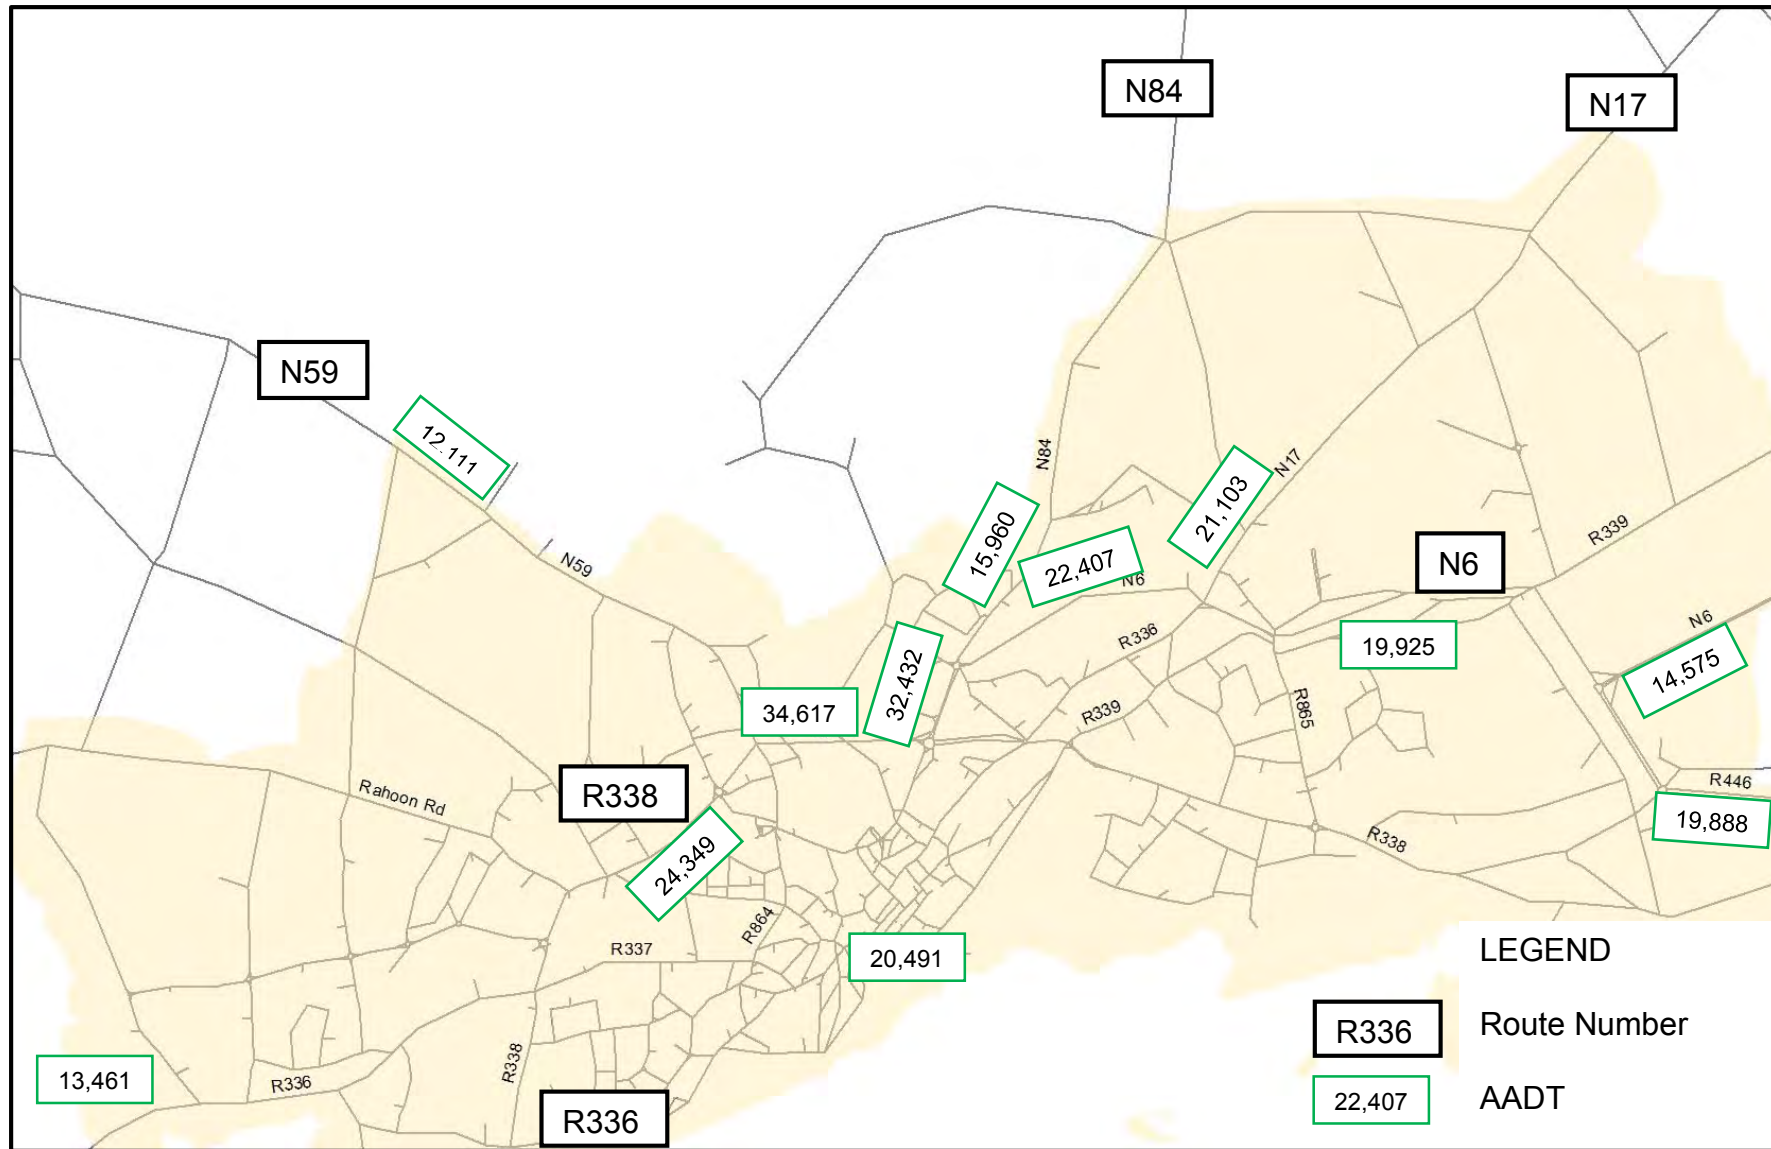 N84
N17
N59
12.111
N84
N17
21,103
15,960
22,407
N6
N59
R339
N6
R336
19,925
N6
14,575
32,432
34,617
R339
R865
R338
Rahoon Rd
R446
19,888
R338
24,349
R864
R337
20,491
LEGEND
R336
Route Number
22,407
AADT
13,461
R336
R338
R336